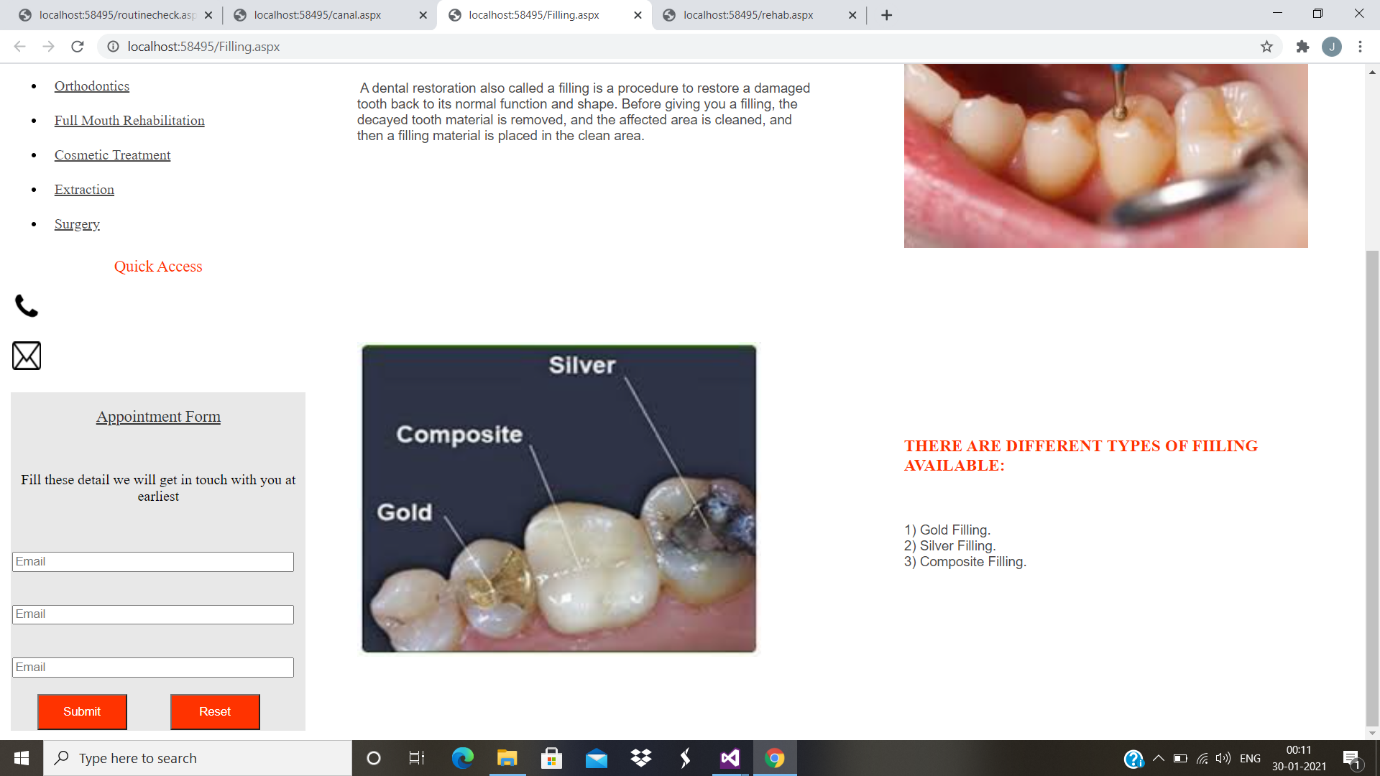 localhost:58495/routinecheck.asp
localhost:58495/canal.aspx
localhost:58495/Filling.aspx
localhost:58495/rehab.aspx
localhost:58495/Filling.aspx
J
Orthodontics
Full Mouth Rehabilitation
Cosmetic Treatment
Extraction
Surgery
Quick Access
Appointment Form
Fill these detail we will get in touch with you at
earliest
Email
Email
Email
Submit Reset
A dental restoration also called a filling is a procedure to restore a damaged
tooth back to its normal function and shape. Before giving you a filling, the
decayed tooth material is removed, and the affected area is cleaned, and
then a filling material is placed in the clean area.
Silver
Composite
Gold
THERE ARE DIFFERENT TYPES OF FIILING
AVAILABLE:
1) Gold Filling.
2) Silver Filling.
3) Composite Filling.
Type here to search
ENG
00:11
30-01-2021
1